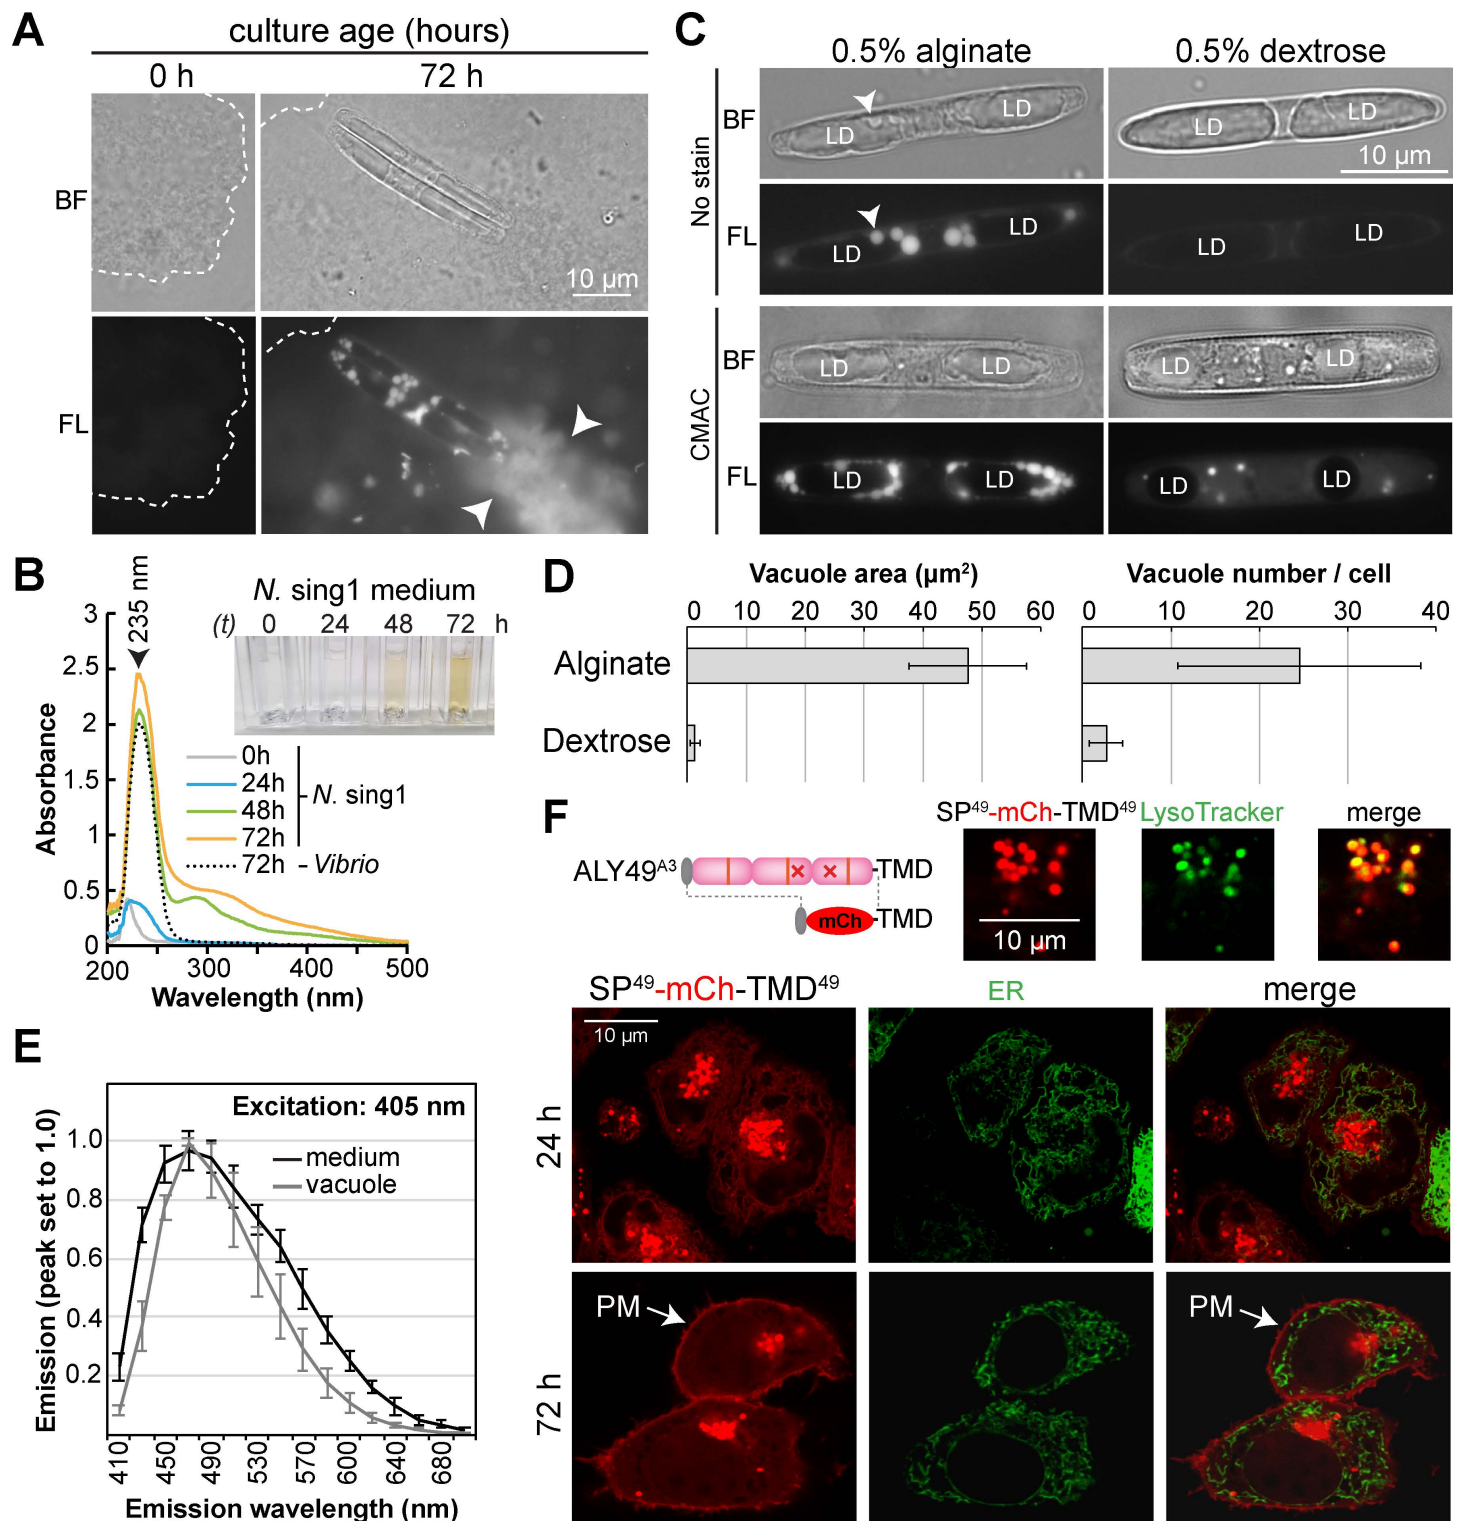 A
culture age (hours)
0 h
72 h
BF
10 µm
FL
B
235 nm
N. sing1 medium
(t) 0 24 48 72 h
3
2.5
2
1.5
1
0.5
0
Absorbance
0h
24h
48h
72h
N. sing1
72h - Vibrio
200 300 400 500
Wavelength (nm)
C
0.5% alginate
0.5% dextrose
No stain
BF
LD LD
LD LD
10 µm
FL
LD LD
LD LD
CMAC
BF
LD LD
LD LD
FL
LD LD
LD LD
D
Vacuole area (µm²)
0 10 20 30 40 50 60
Vacuole number / cell
0 10 20 30 40
Alginate
Dextrose
E
Excitation: 405 nm
medium
vacuole
1.0
0.8
0.6
0.4
0.2
Emission (peak set to 1.0)
410 450 490 530 570 600 640 680
Emission wavelength (nm)
F
SP⁴⁹-mCh-TMD⁴⁹ LysoTracker merge
ALY49ᴬ³
-TMD
mCh
-TMD
10 µm
SP⁴⁹-mCh-TMD⁴⁹ ER merge
10 µm
24 h
72 h
PM
PM